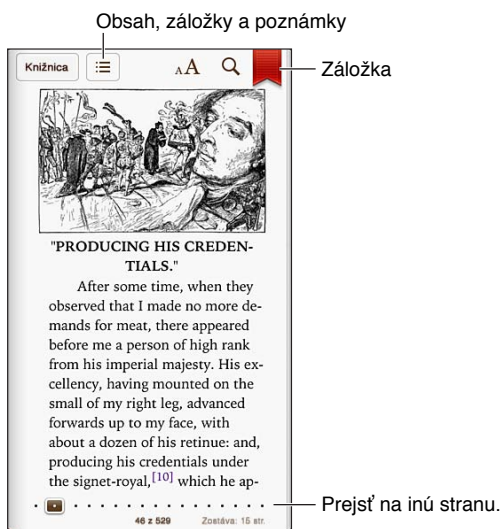 Obsah, záložky a poznámky
Knižnica
AA
Záložka
"PRODUCING HIS CREDEN-
TIALS."
After some time, when they
observed that I made no more de-
mands for meat, there appeared
before me a person of high rank
from his imperial majesty. His ex-
cellency, having mounted on the
small of my right leg, advanced
forwards up to my face, with
about a dozen of his retinue: and,
producing his credentials under
the signet-royal,[10] which he ap-
Prejsť na inú stranu.
46 z 529 Zostáva: 15 str.